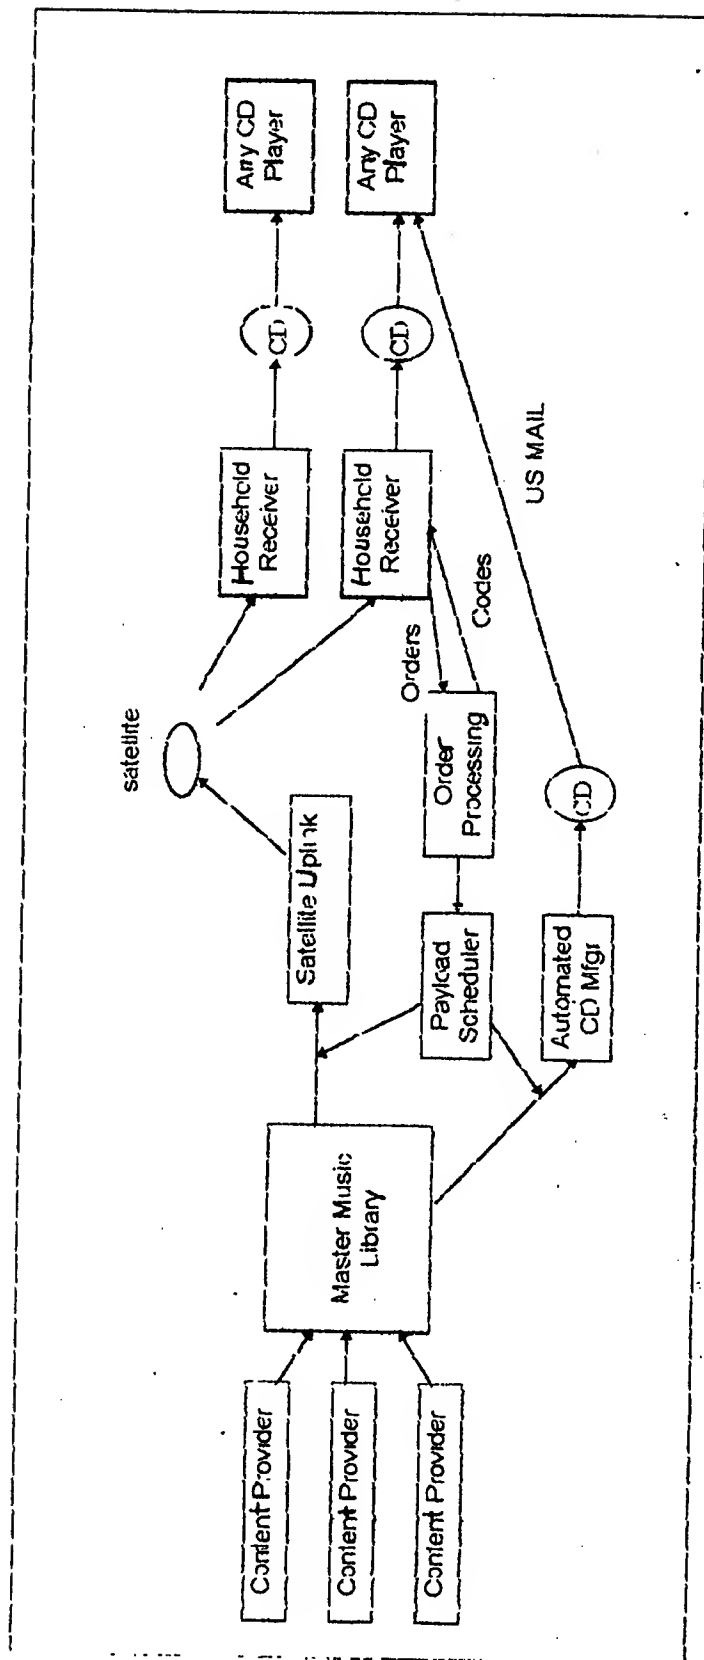 Content Provider
Content Provider
Content Provider
Master Music
Library
Satellite Uplink
satellite
Payload
Scheduler
Order
Processing
Orders
Codes
Automated
CD Mfgr
CD
US MAIL
Household
Receiver
Household
Receiver
CD
CD
Any CD
Player
Any CD
Player